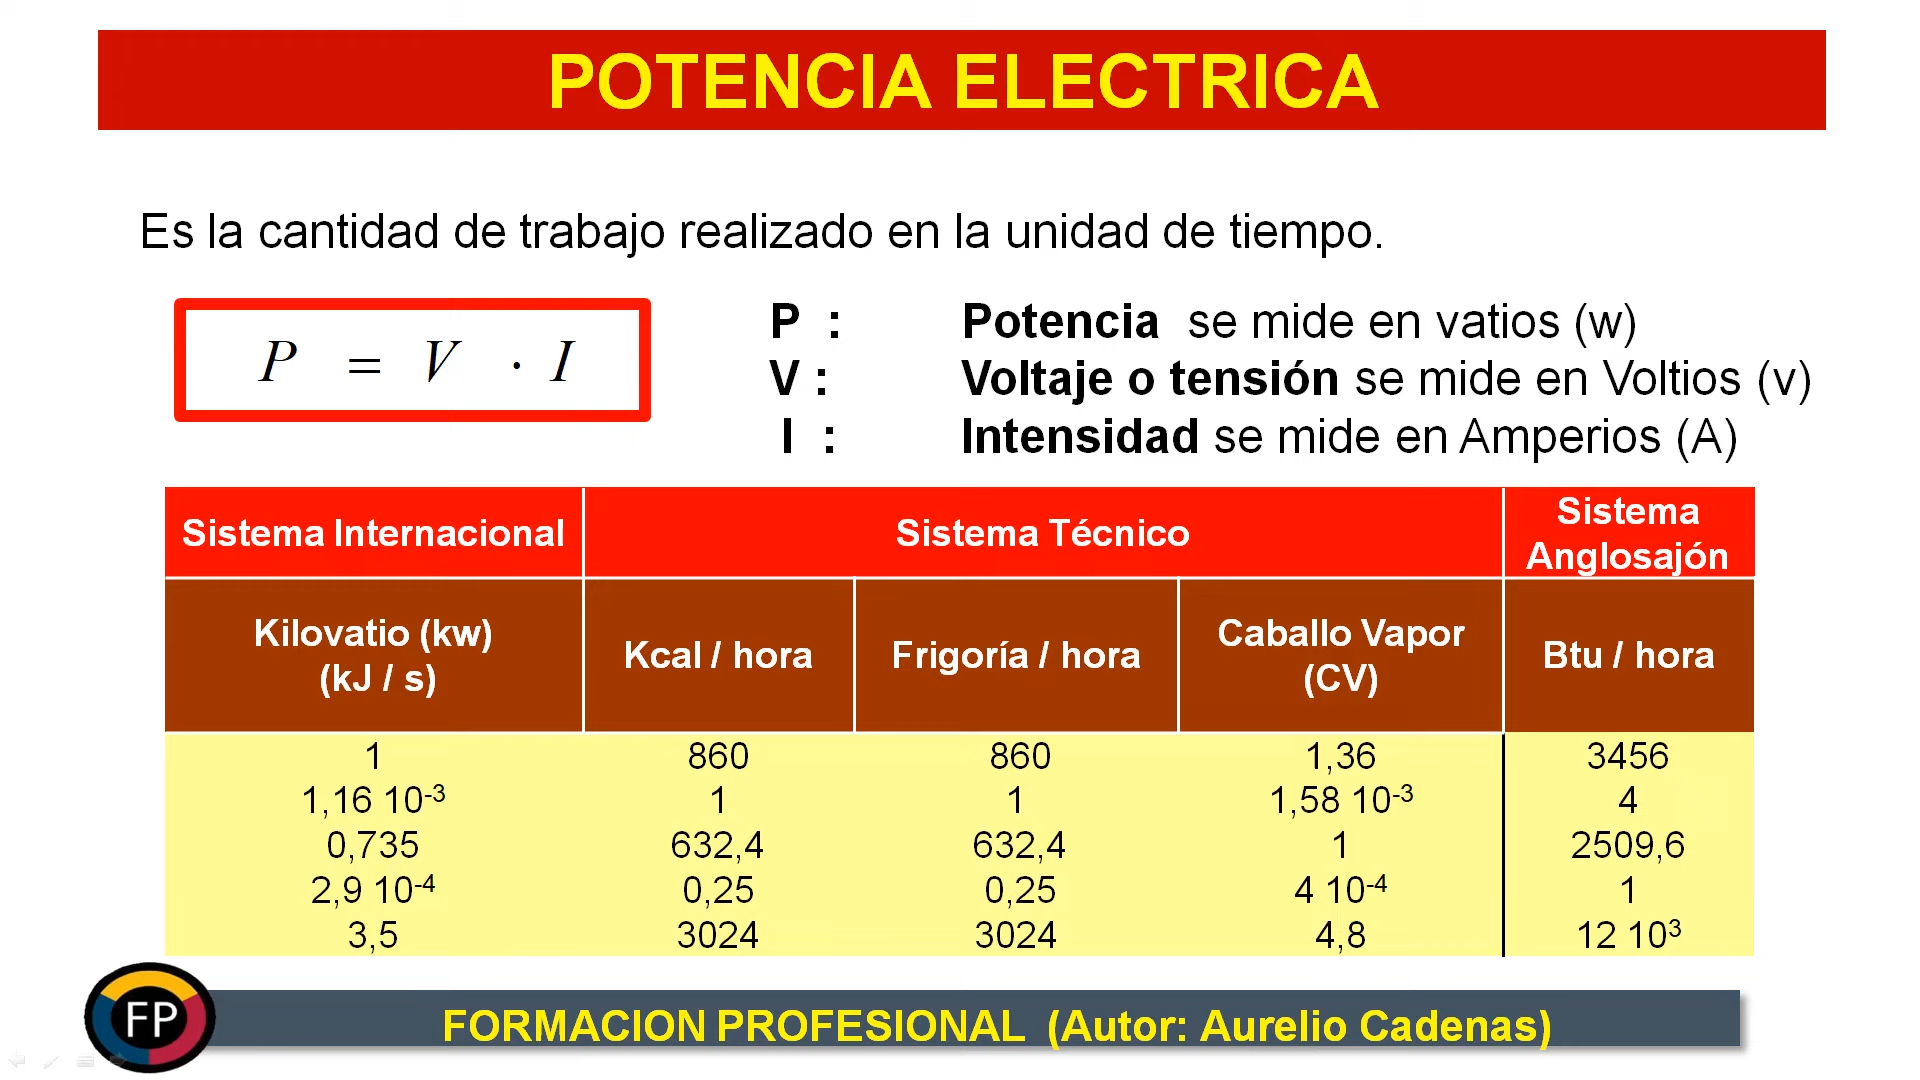 POTENCIA ELECTRICA
Es la cantidad de trabajo realizado en la unidad de tiempo.
P = V · I
P : Potencia se mide en vatios (w)
V : Voltaje o tensión se mide en Voltios (v)
I : Intensidad se mide en Amperios (A)
Sistema Internacional Sistema Técnico Sistema Anglosajón
Kilovatio (kw) (kJ / s) Kcal / hora Frigoría / hora Caballo Vapor (CV) Btu / hora
1 860 860 1,36 3456
1,16 10⁻³ 1 1 1,58 10⁻³ 4
0,735 632,4 632,4 1 2509,6
2,9 10⁻⁴ 0,25 0,25 4 10⁻⁴ 1
3,5 3024 3024 4,8 12 10³
FP
FORMACION PROFESIONAL (Autor: Aurelio Cadenas)